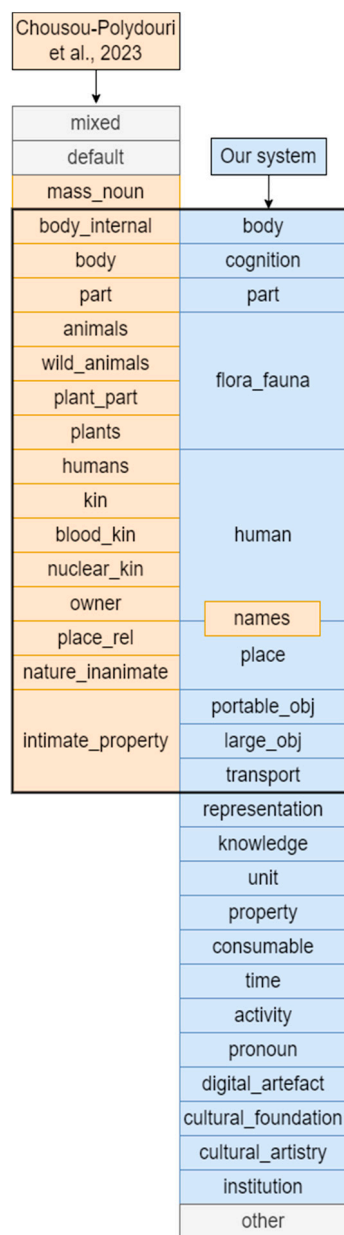 Chousou-Polydouri
et al., 2023
mixed
default
mass_noun
body_internal
body
part
animals
wild_animals
plant_part
plants
humans
kin
blood_kin
nuclear_kin
owner
place_rel
nature_inanimate
intimate_property
Our system
body
cognition
part
flora_fauna
human
names
place
portable_obj
large_obj
transport
representation
knowledge
unit
property
consumable
time
activity
pronoun
digital_artefact
cultural_foundation
cultural_artistry
institution
other